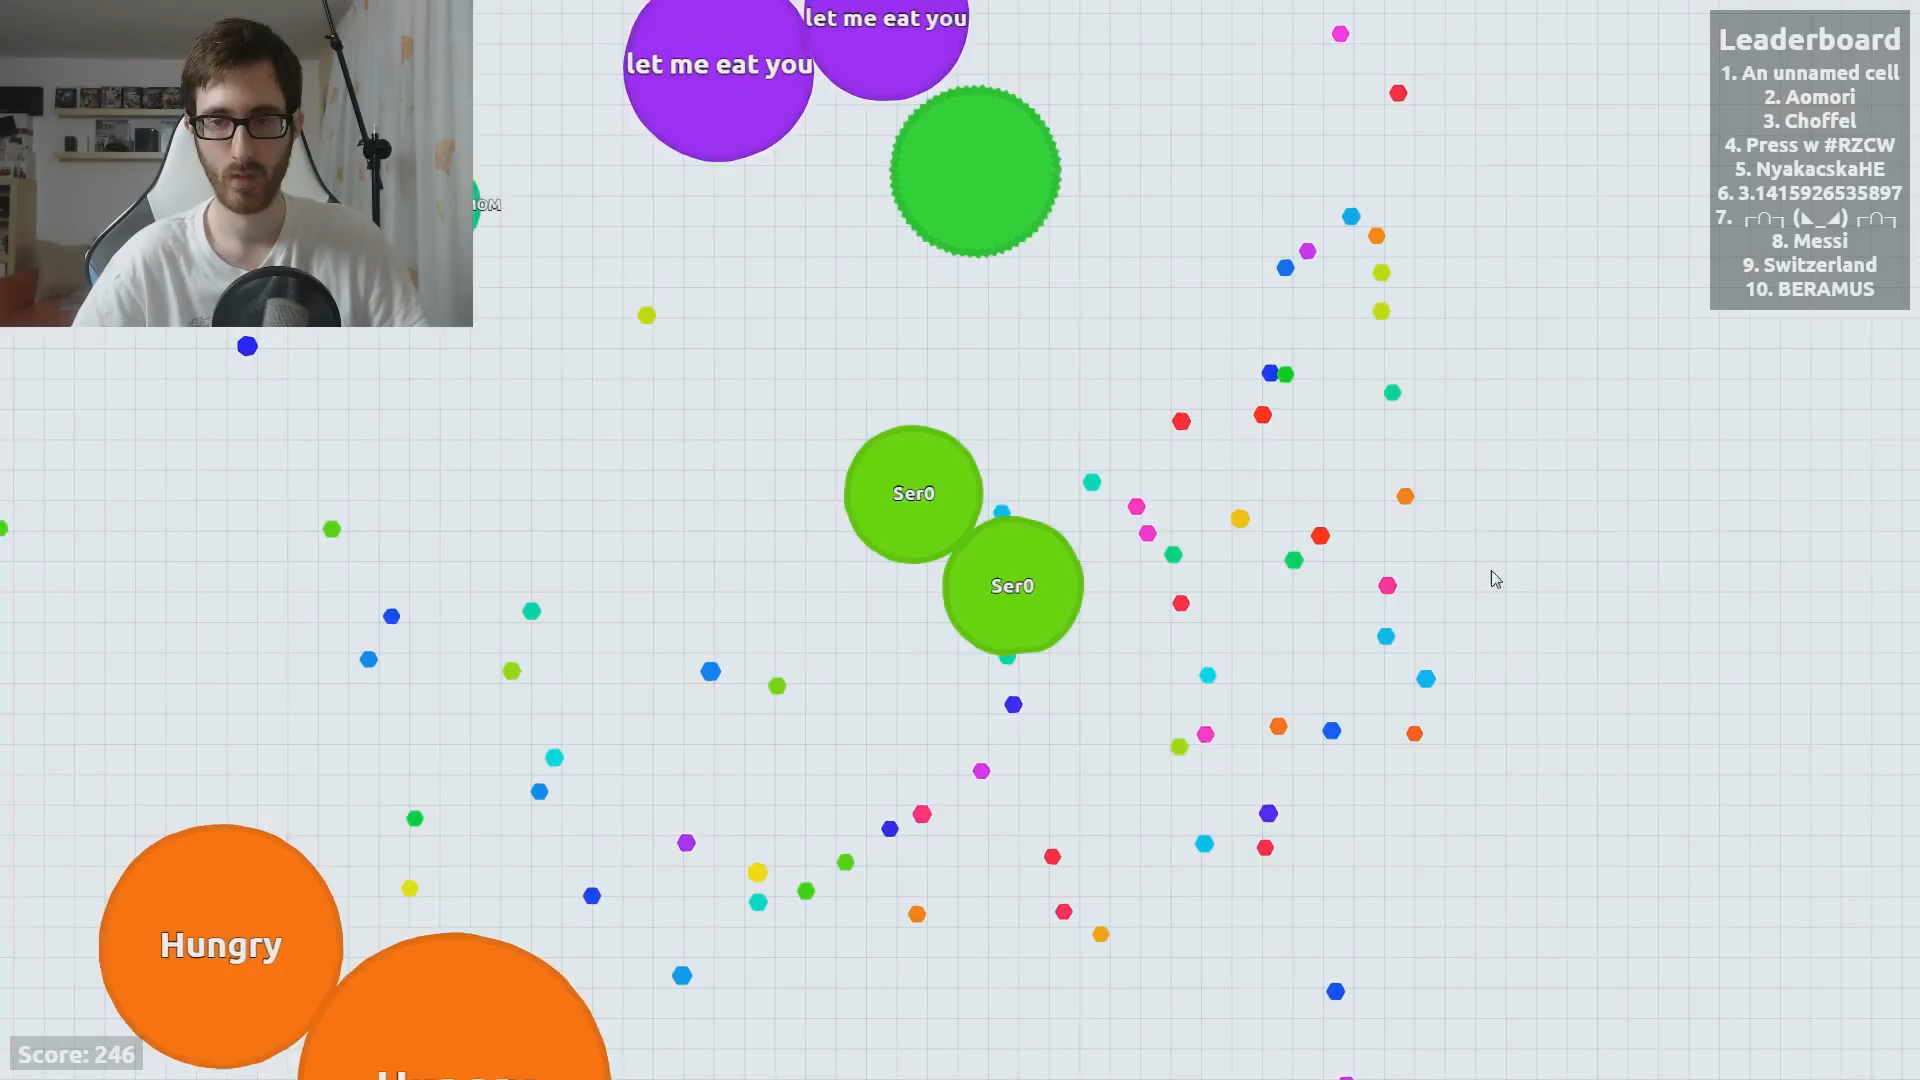 let me eat you
let me eat you
Leaderboard
1. An unnamed cell
2. Aomori
3. Choffel
4. Press w #RZCW
5. NyakacskaHE
6. 3.1415926535897
7. ┌∩┐(◣_◢)┌∩┐
8. Messi
9. Switzerland
10. BERAMUS
Ser0
Ser0
Hungry
Score: 246